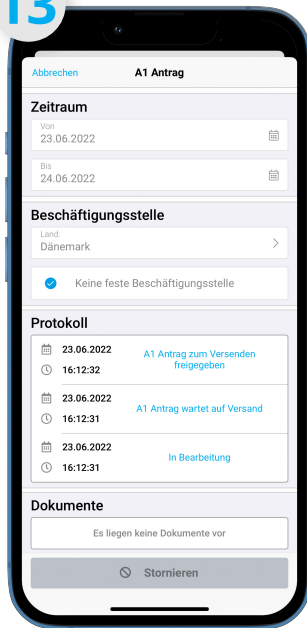 13
Abbrechen A1 Antrag
Zeitraum
Von
23.06.2022
Bis
24.06.2022
Beschäftigungsstelle
Land:
Dänemark
Keine feste Beschäftigungsstelle
Protokoll
23.06.2022
16:12:32
A1 Antrag zum Versenden
freigegeben
23.06.2022
16:12:31
A1 Antrag wartet auf Versand
23.06.2022
16:12:31
In Bearbeitung
Dokumente
Es liegen keine Dokumente vor
Stornieren